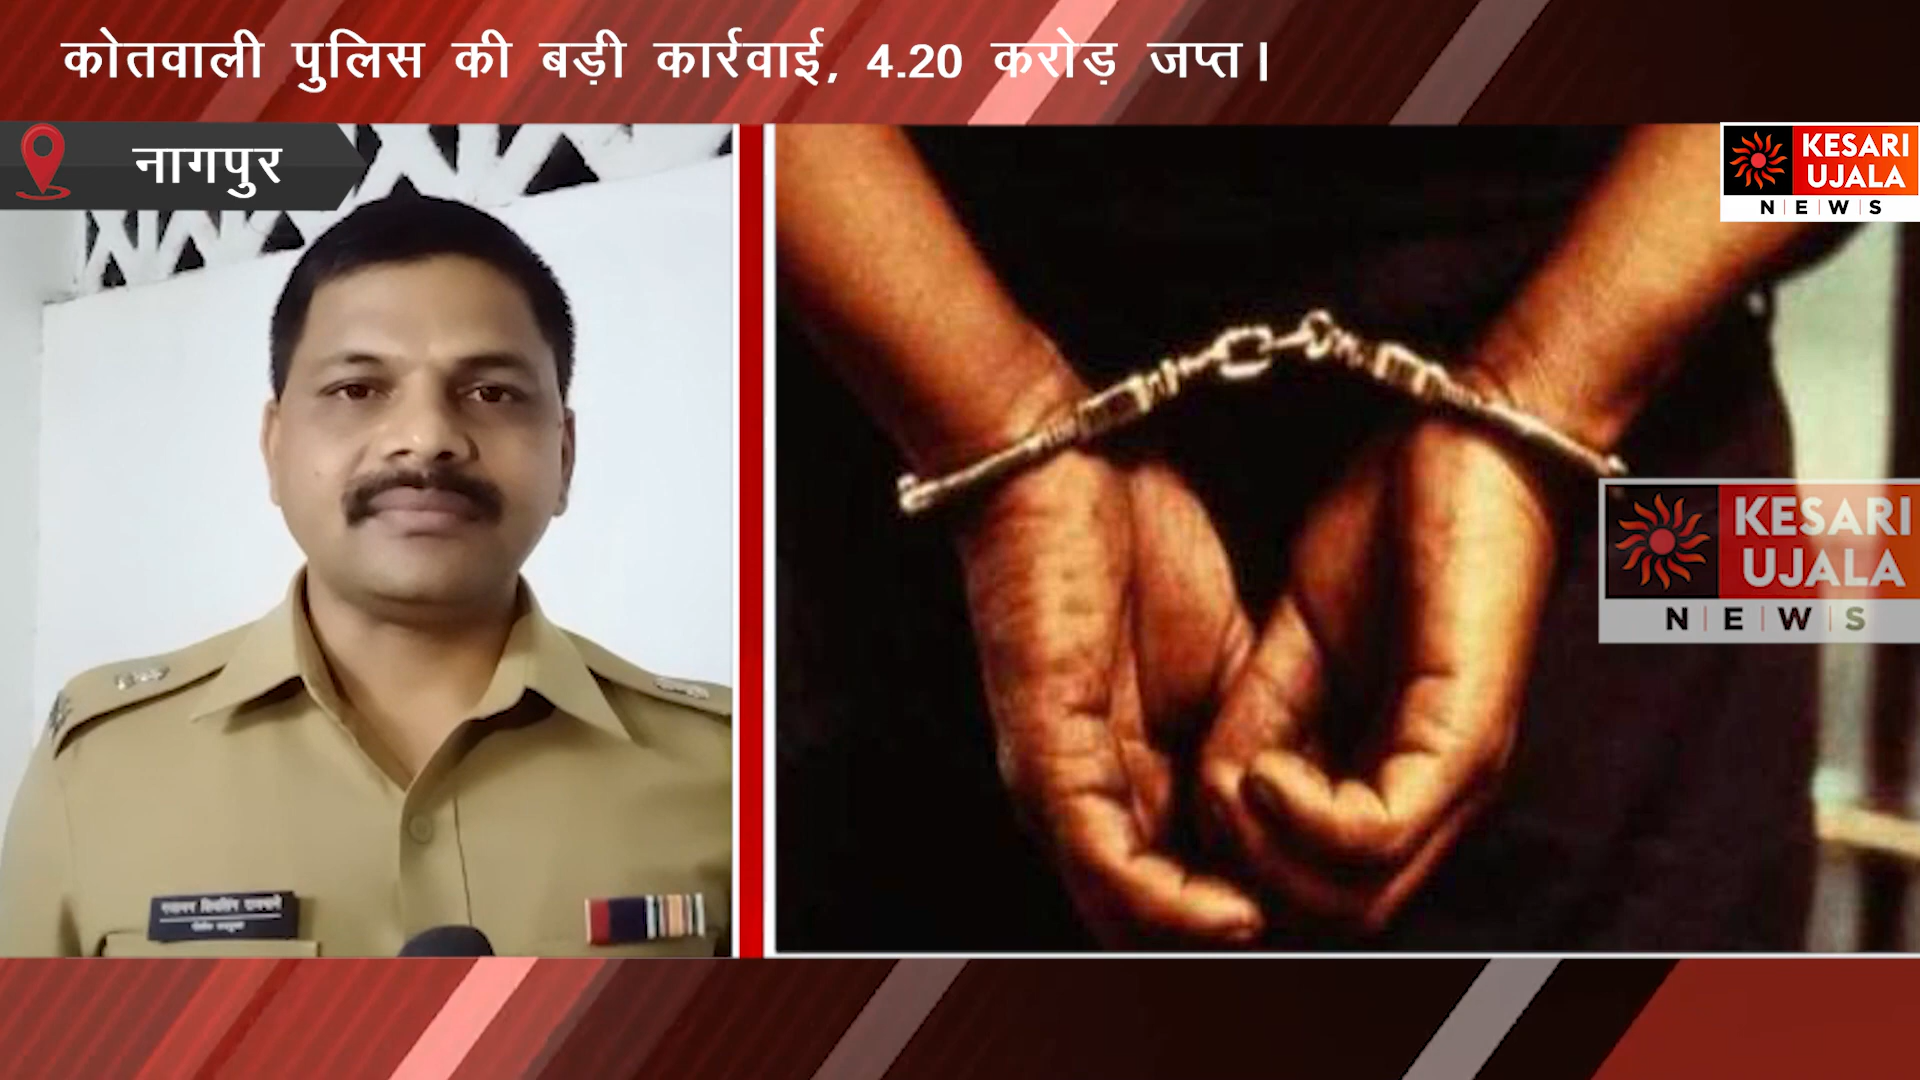 कोतवाली पुलिस की बड़ी कार्रवाई, 4.20 करोड़ जप्त।
नागपुर
KESARI
UJALA
NEWS
KESARI
UJALA
NEWS